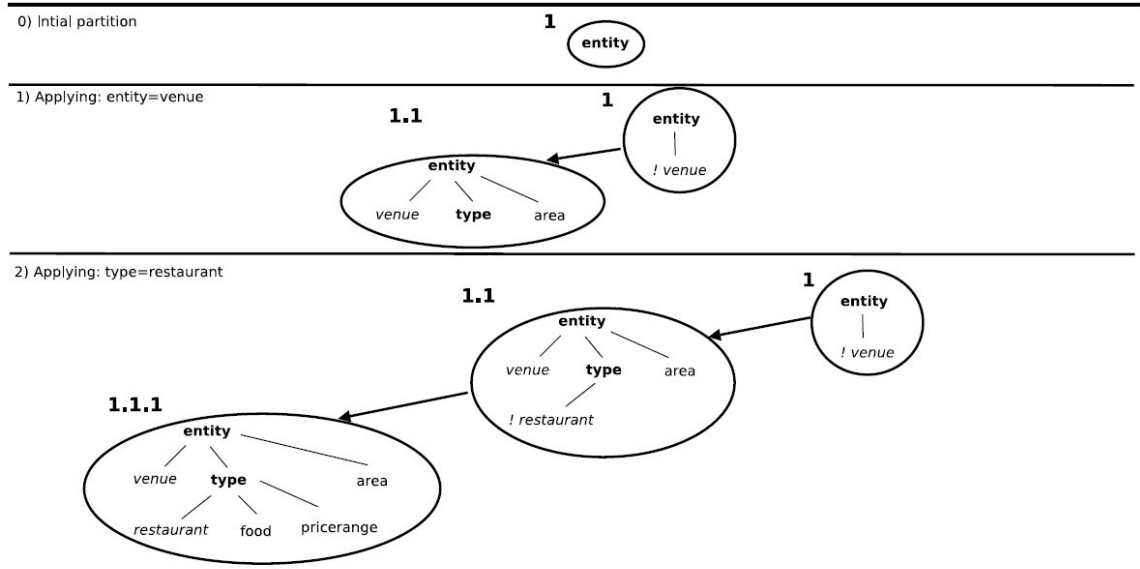 0) Intial partition
1
entity
1) Applying: entity=venue
1
entity
! venue
1.1
entity
venue type area
2) Applying: type=restaurant
1
entity
! venue
1.1
entity
venue type area
! restaurant
1.1.1
entity
venue type area
restaurant food pricerange